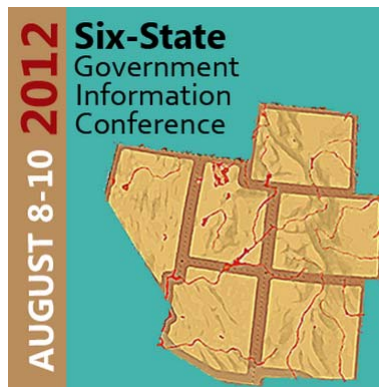 AUGUST 8-10 2012
Six-State
Government
Information
Conference